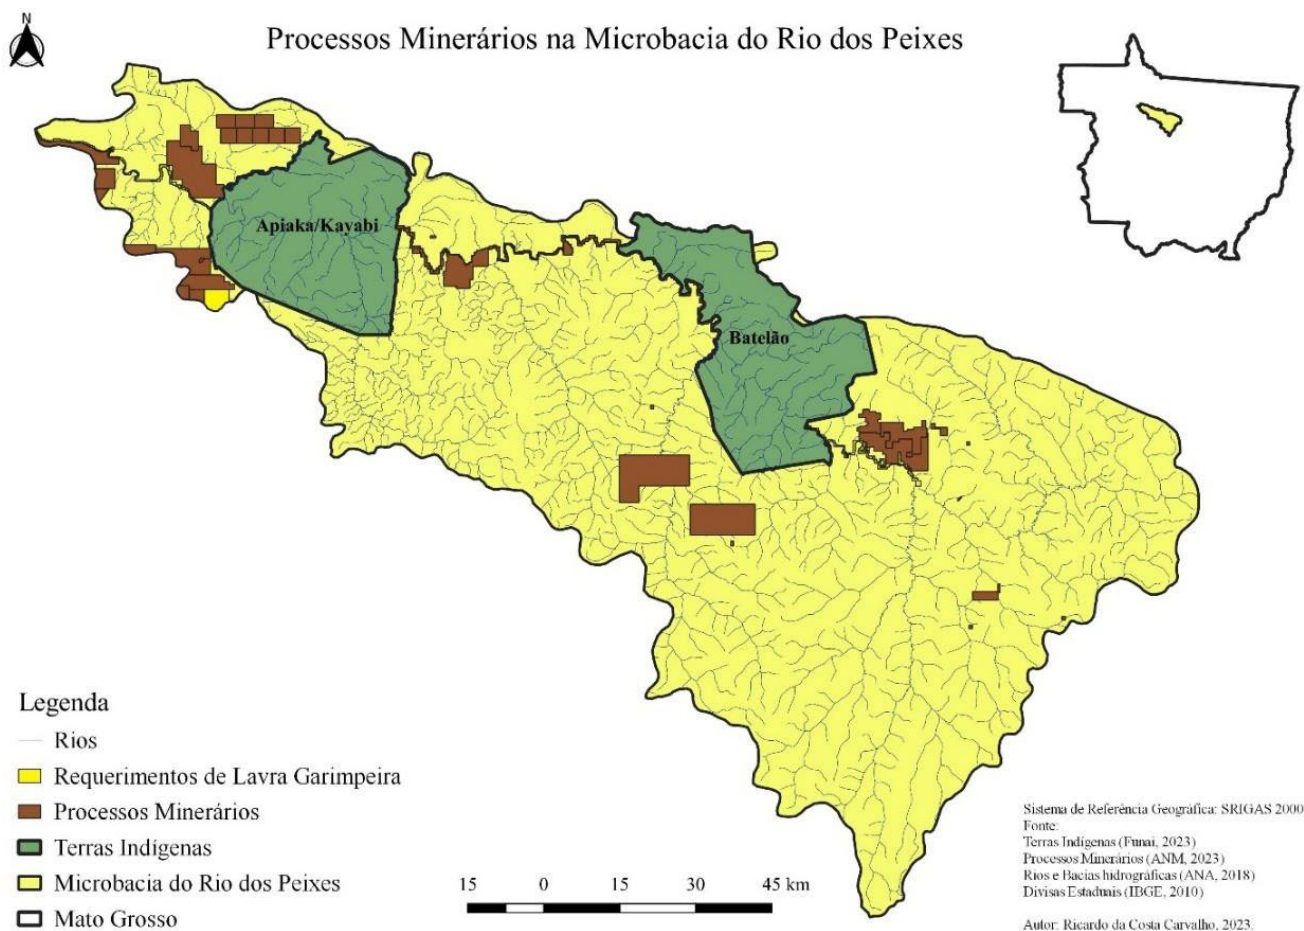 N
Processos Minerários na Microbacia do Rio dos Peixes
Apiaka/Kayabi
Batelão
Legenda
Rios
Requerimentos de Lavra Garimpeira
Processos Minerários
Terras Indígenas
Microbacia do Rio dos Peixes
Mato Grosso
15 0 15 30 45 km
Sistema de Referência Geográfica: SRIGAS 2000
Fonte:
Terras Indígenas (Funai, 2023)
Processos Minerários (ANM, 2023)
Rios e Bacias hidrográficas (ANA, 2018)
Divisas Estaduais (IBGE, 2010)
Autor: Ricardo da Costa Carvalho, 2023.